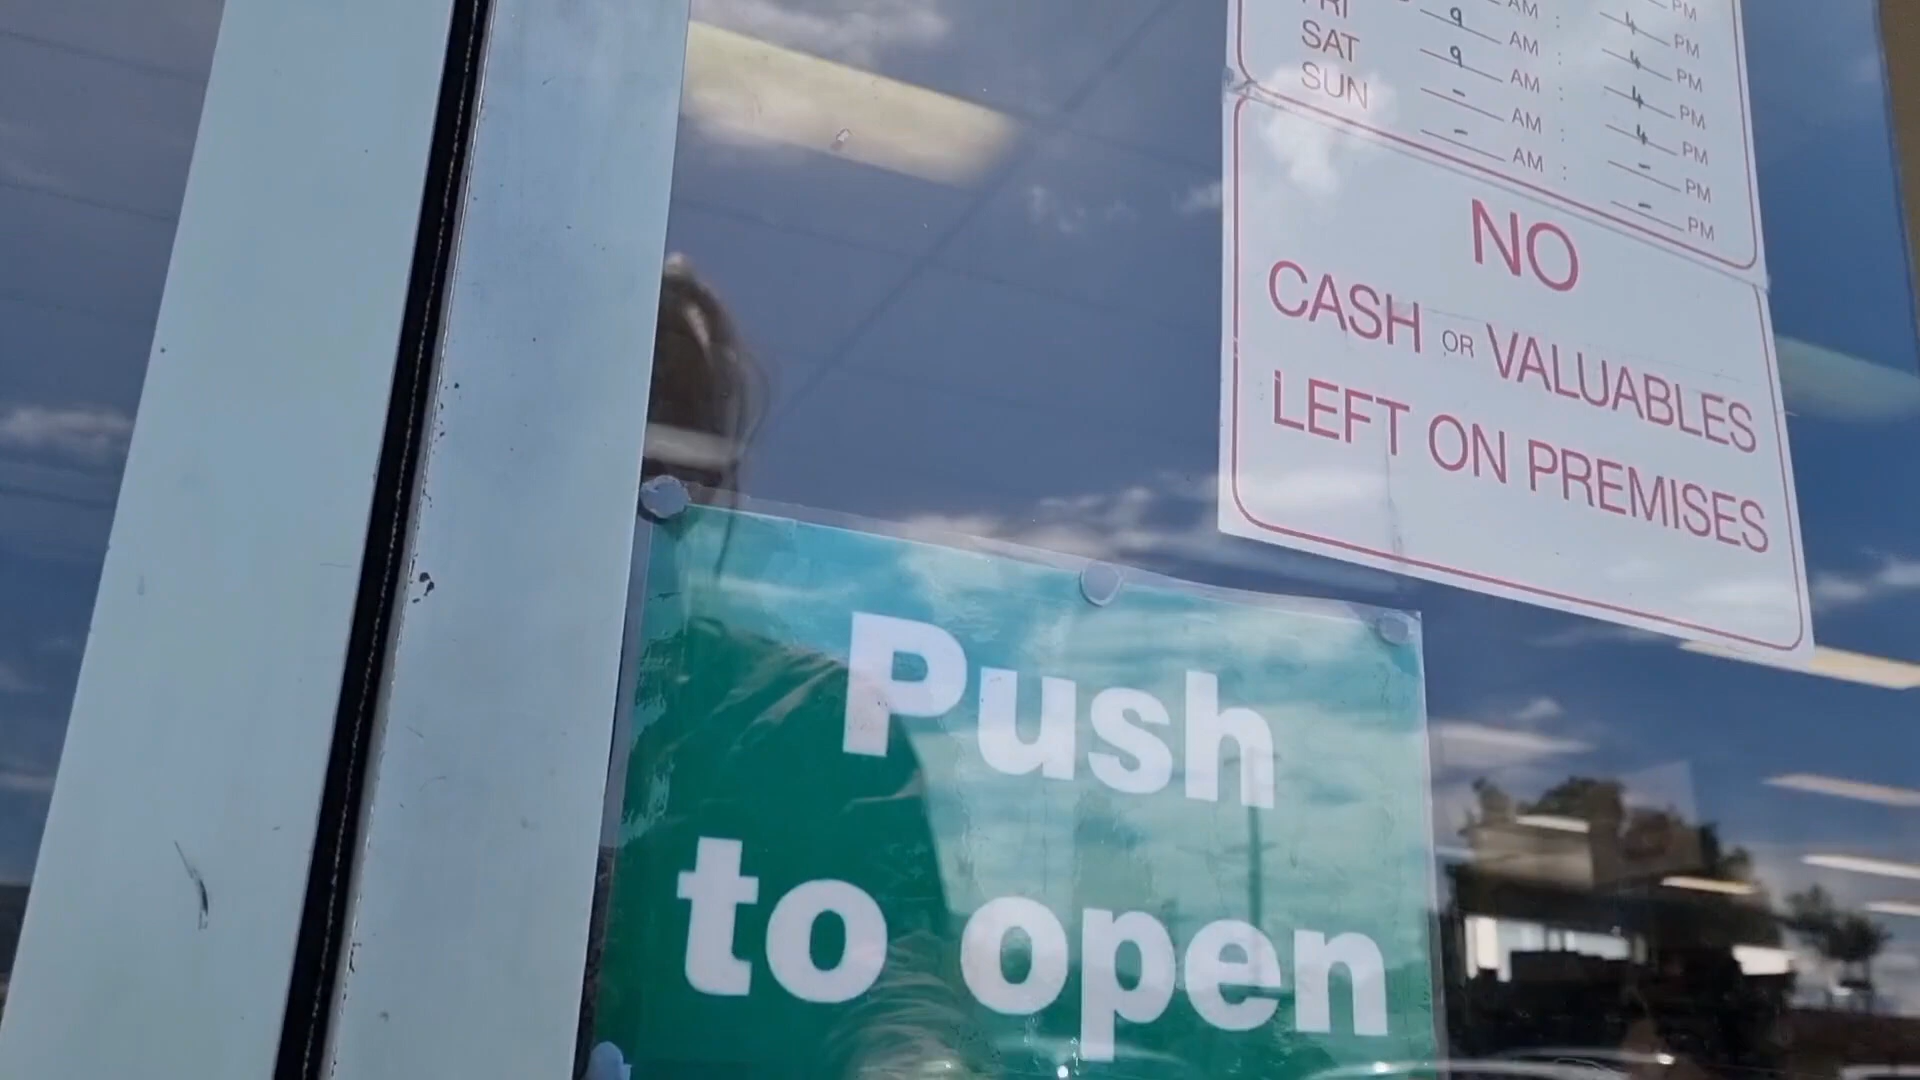 PM
4 PM
AM : 4 PM
9 AM : 4 PM
FRI 9 AM : 4 PM
SAT - AM : - PM
SUN - AM : - PM
NO
CASH OR VALUABLES
LEFT ON PREMISES
Push
to open